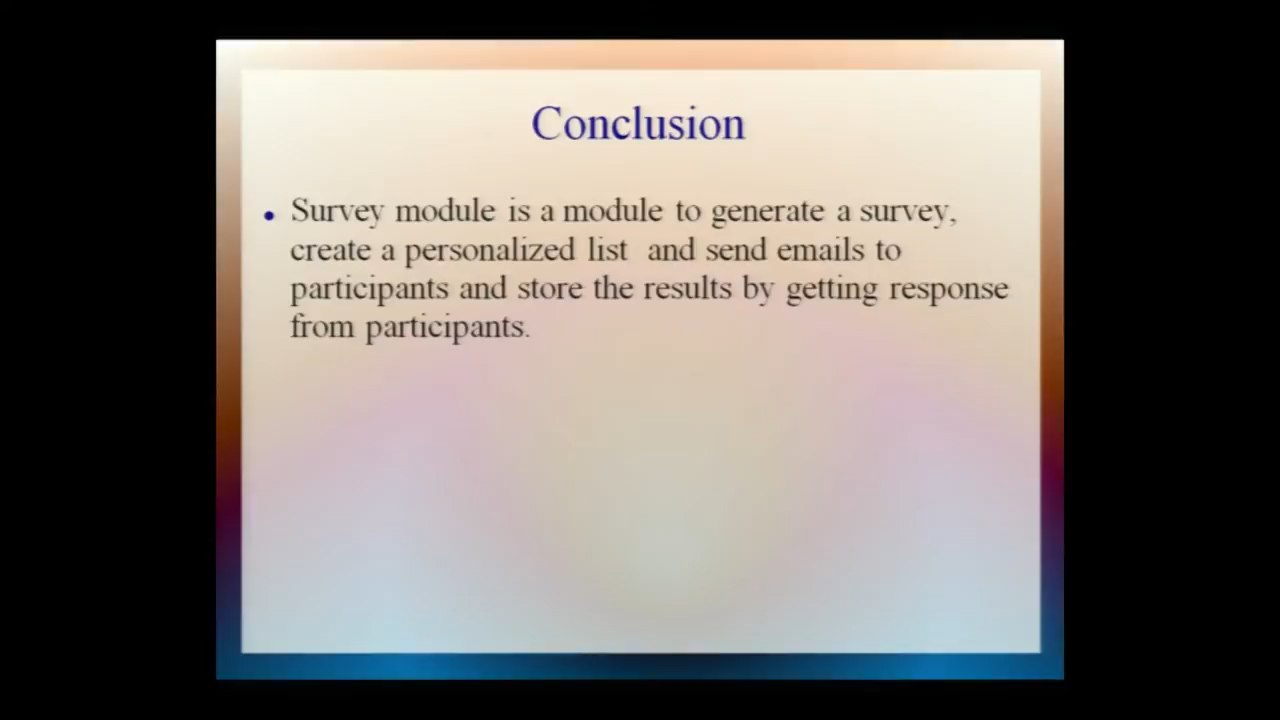 Conclusion
• Survey module is a module to generate a survey,
create a personalized list  and send emails to
participants and store the results by getting response
from participants.